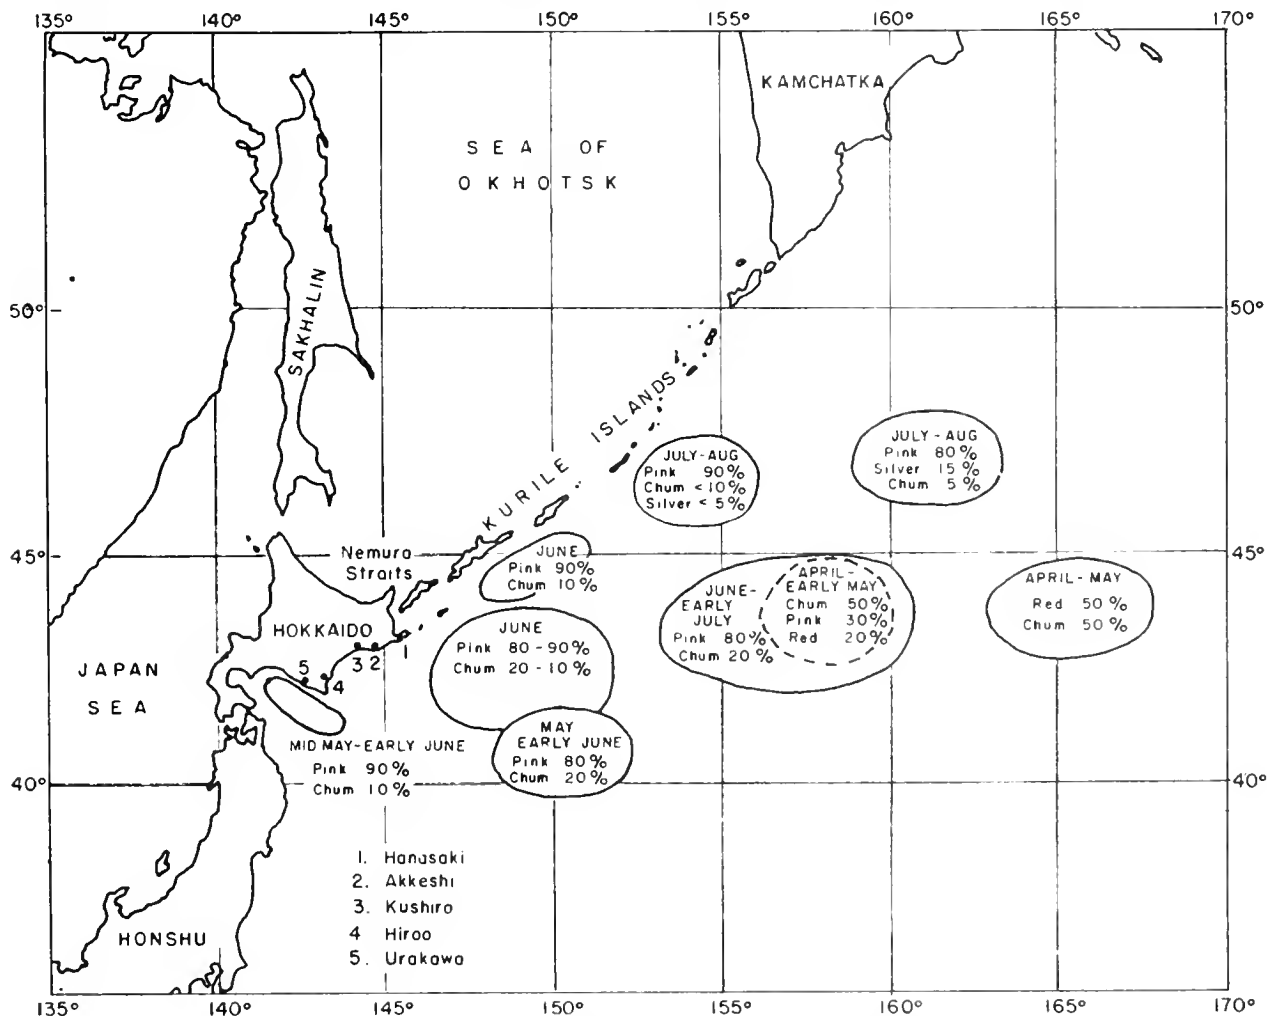 135° 140° 145° 150° 155° 160° 165° 170°
KAMCHATKA
SEA OF
OKHOTSK
SAKHALIN
50° 50°
KURILE ISLANDS
JULY-AUG
Pink 90%
Chum <10%
Silver <5%
JULY-AUG
Pink 80%
Silver 15%
Chum 5%
45° 45°
Nemura
Straits
JUNE
Pink 90%
Chum 10%
HOKKAIDO
JUNE
Pink 80-90%
Chum 20-10%
JUNE-
EARLY
JULY
Pink 80%
Chum 20%
APRIL-
EARLY MAY
Chum 50%
Pink 30%
Red 20%
APRIL-MAY
Red 50%
Chum 50%
1
2
3
4
5
JAPAN
SEA
MID MAY-EARLY JUNE
Pink 90%
Chum 10%
MAY
EARLY JUNE
Pink 80%
Chum 20%
40° 40°
1. Hanasaki
2. Akkeshi
3. Kushiro
4 Hiroo
5. Urakawa
HONSHU
135° 140° 145° 150° 155° 160° 165° 170°